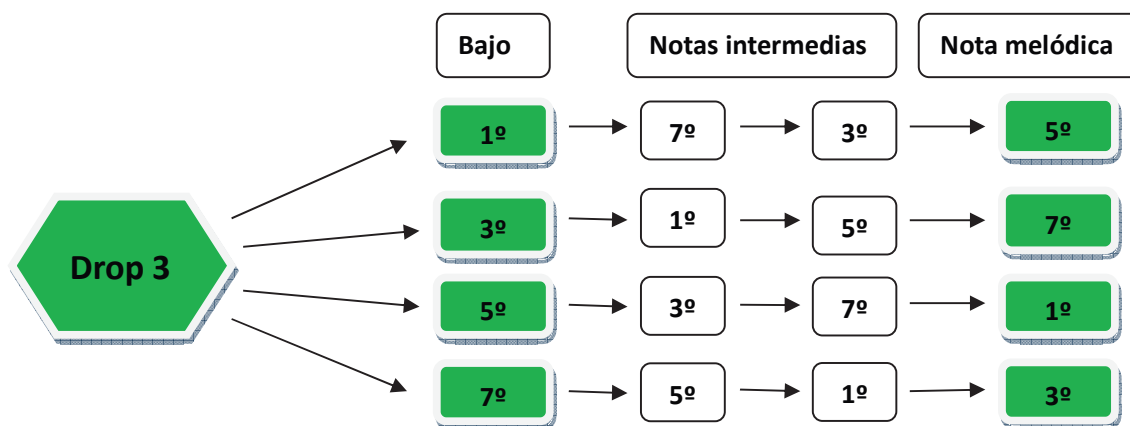 Bajo Notas intermedias Nota melódica
1º 7º 3º 5º
3º 1º 5º 7º
Drop 3
5º 3º 7º 1º
7º 5º 1º 3º